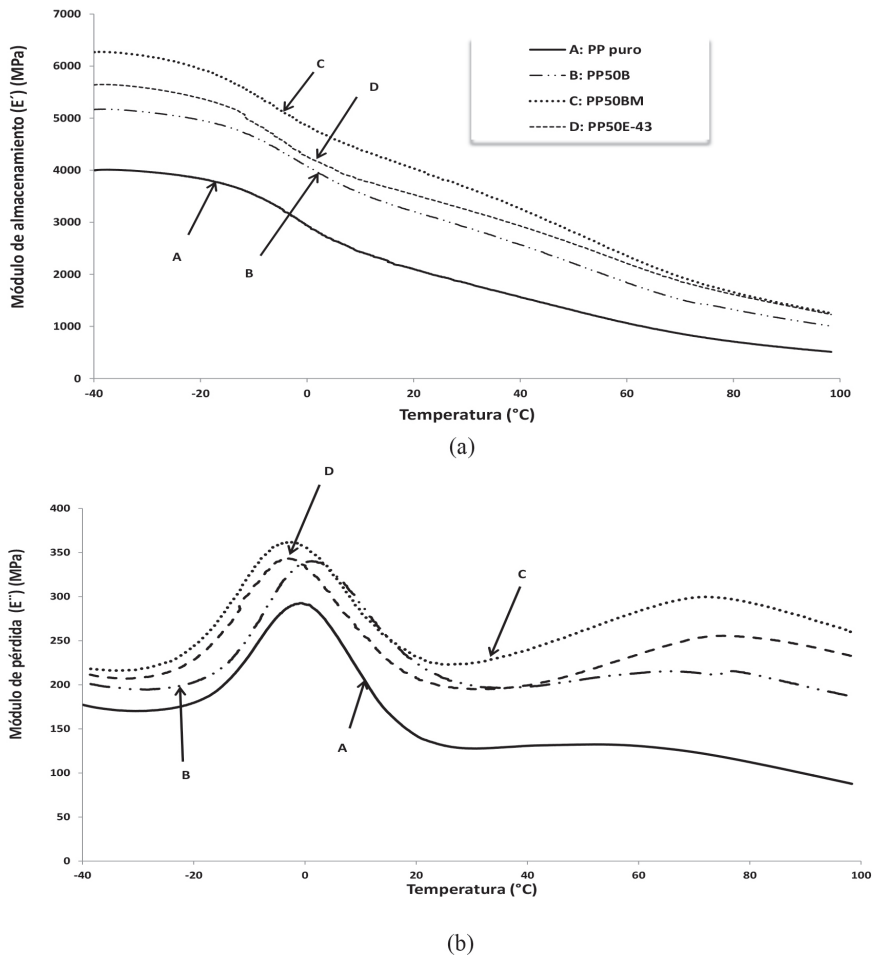 7000
6000
5000
4000
3000
2000
1000
0
Módulo de almacenamiento (E´) (MPa)
-40 -20 0 20 40 60 80 100
Temperatura (°C)
A: PP puro
B: PP50B
C: PP50BM
D: PP50E-43
C
D
A
B
(a)
400
350
300
250
200
150
100
50
0
Módulo de pérdida (E¨) (MPa)
-40 -20 0 20 40 60 80 100
Temperatura (°C)
D
C
B
A
(b)